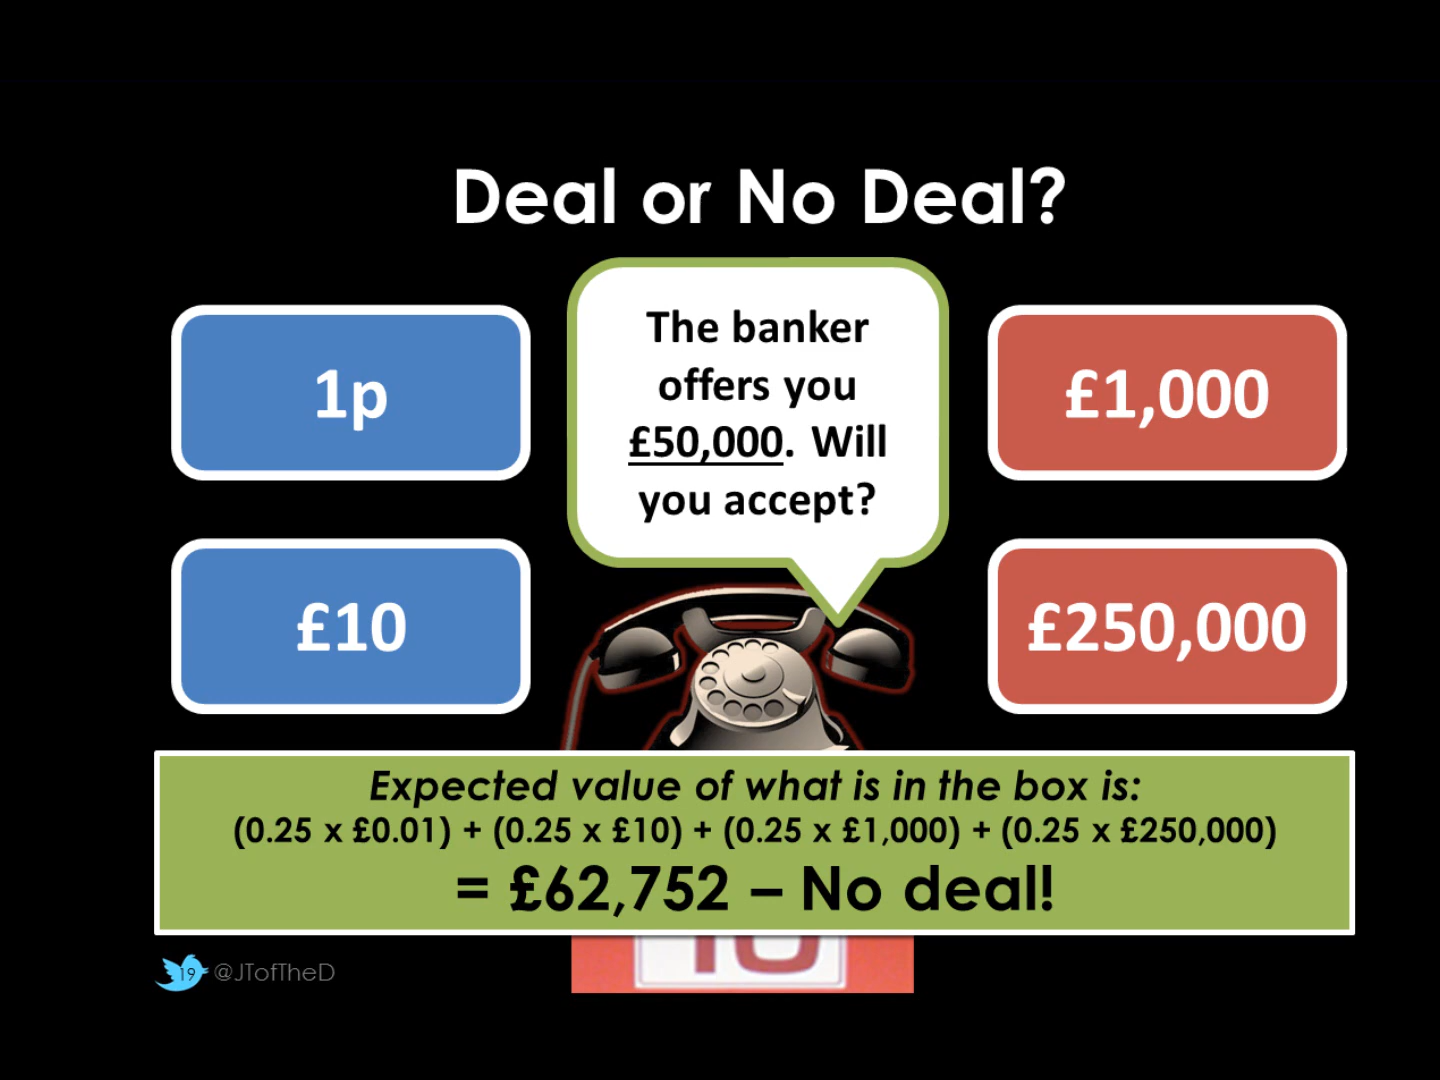 Deal or No Deal?
The banker
offers you
£50,000. Will
you accept?
1p
£1,000
£10
£250,000
Expected value of what is in the box is:
(0.25 x £0.01) + (0.25 x £10) + (0.25 x £1,000) + (0.25 x £250,000)
= £62,752 – No deal!
19 @JTofTheD